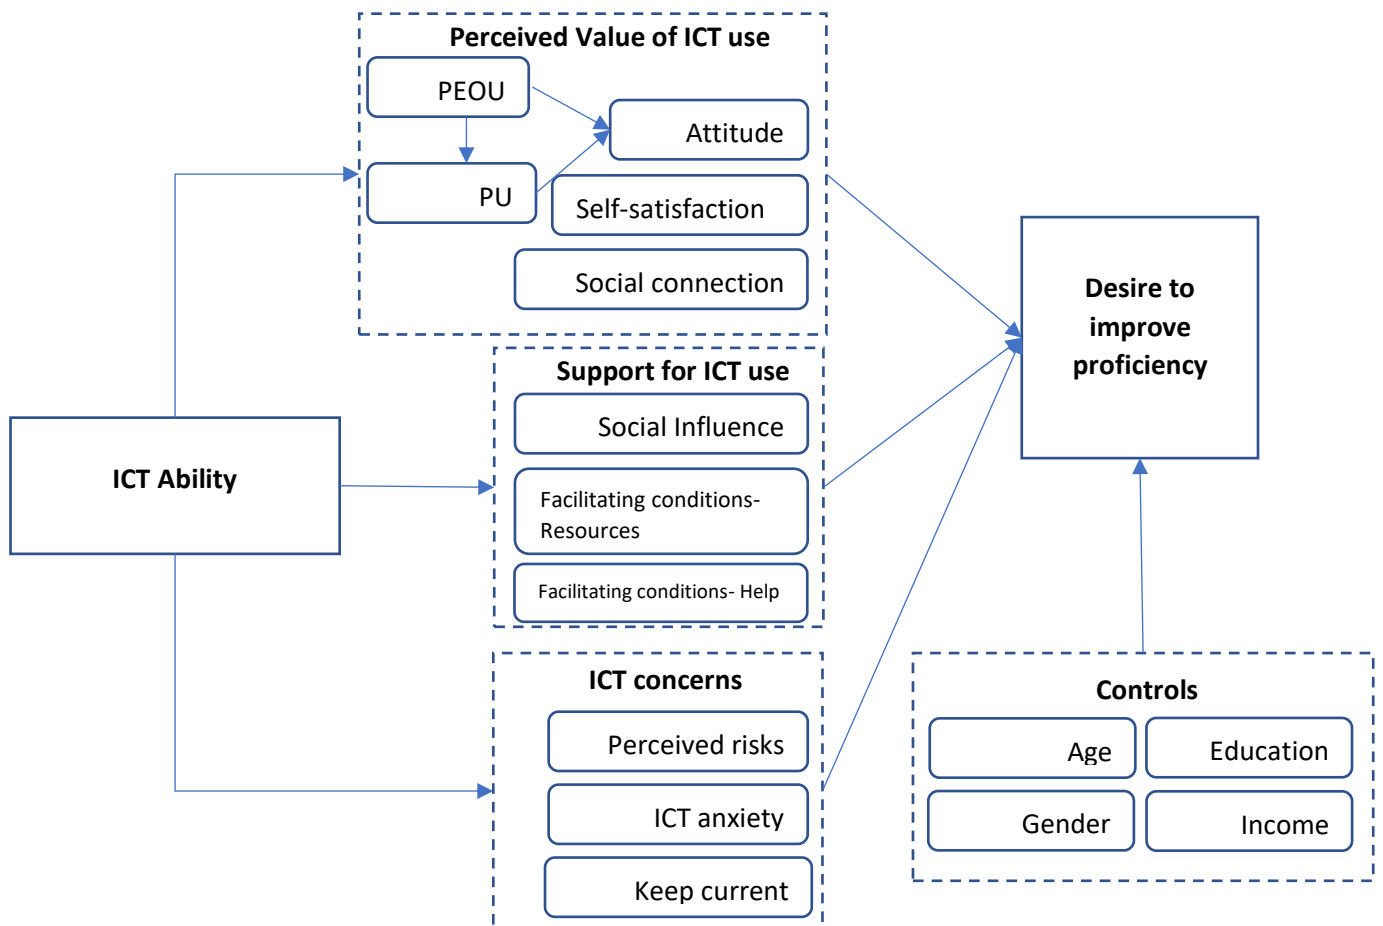 Perceived Value of ICT use
PEOU
Attitude
PU
Self-satisfaction
Social connection
Support for ICT use
Social Influence
Facilitating conditions-
Resources
Facilitating conditions- Help
ICT Ability
ICT concerns
Perceived risks
ICT anxiety
Keep current
Desire to
improve
proficiency
Controls
Age
Education
Gender
Income